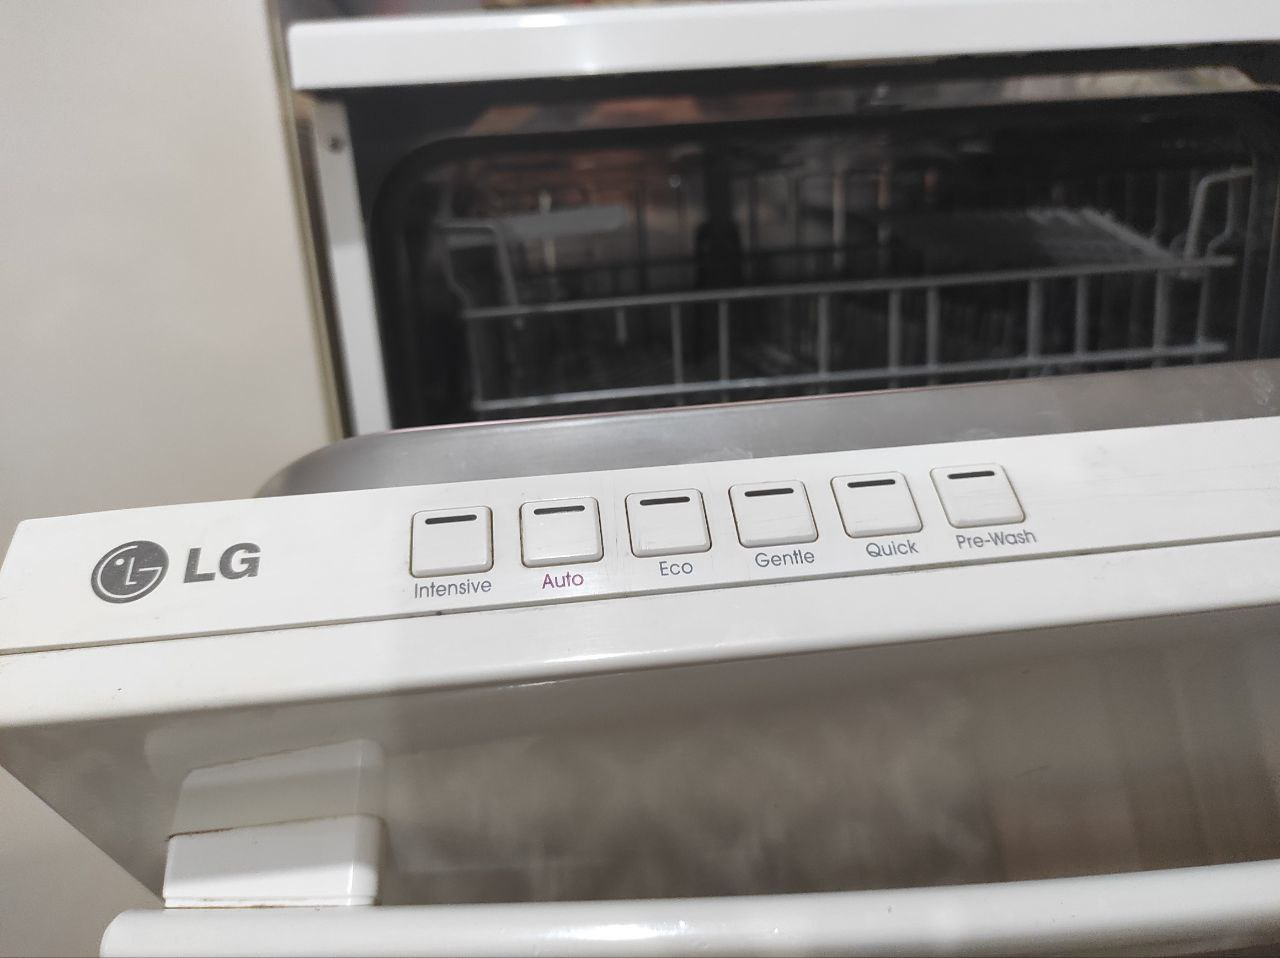 LG
Intensive
Auto
Eco
Gentle
Quick
Pre-Wash